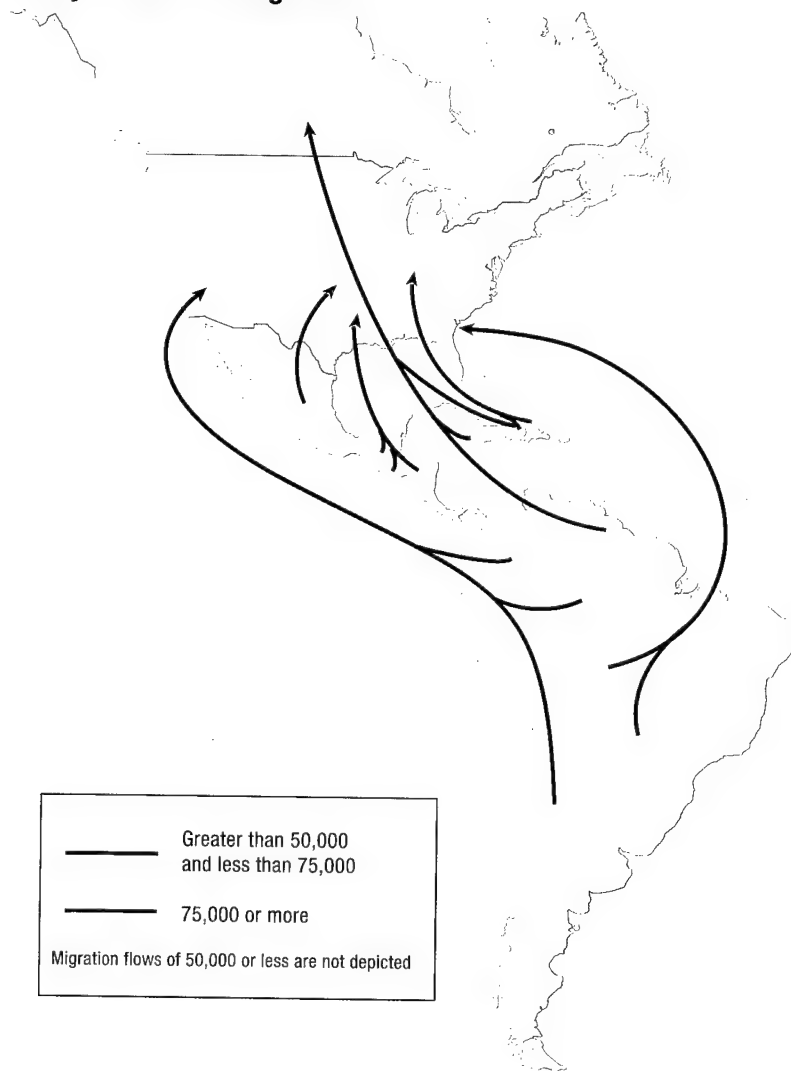 Greater than 50,000
and less than 75,000
75,000 or more
Migration flows of 50,000 or less are not depicted